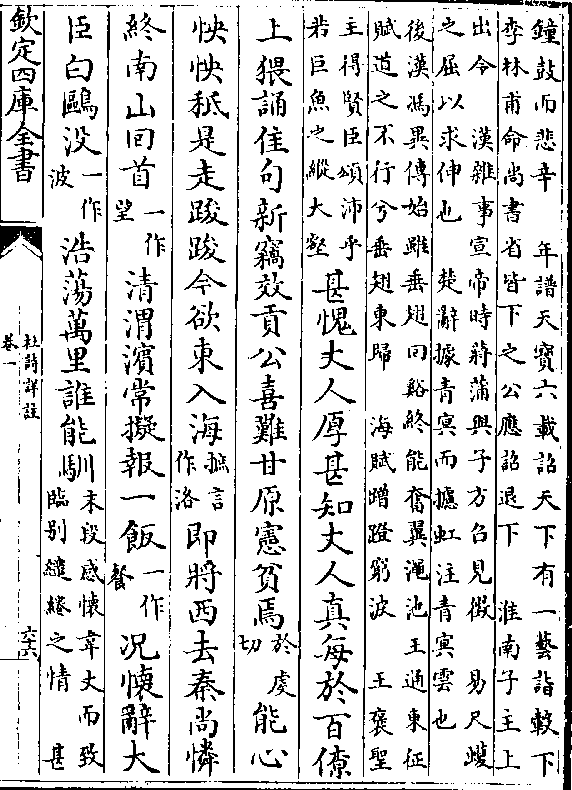 鐘鼓而悲辛　年譜天寶六載詔天下有一藝詣轂下
李林甫命尚書省皆下之公應詔退下　淮南子主上
出令　漢雜事宣帝時蔣蒲與子方召見徴　易尺蠖
之屈以求伸也　楚辭據青冥而攄虹注青冥雲也
後漢馮異傳始雖垂翅回谿終能奮翼澠池王逋東征
賦道之不行兮垂翅東歸　海賦蹭蹬窮波　王褒聖
主得賢臣頌沛乎若巨魚之縱大壑甚愧丈人厚甚知丈人真每於百僚
上猥誦佳句新竊效貢公喜難甘原憲貧焉於虔切能心
怏怏秪是走踆踆今欲東入海摭言作洛即將西去秦尚憐
終南山回首一作望清渭濱常擬報一飯一作餐况懷辭大
臣白鷗没一作波浩蕩萬里誰能馴末段感懷韋丈而致臨别繾綣之情　甚
欽定四庫全書
杜詩詳註
卷一